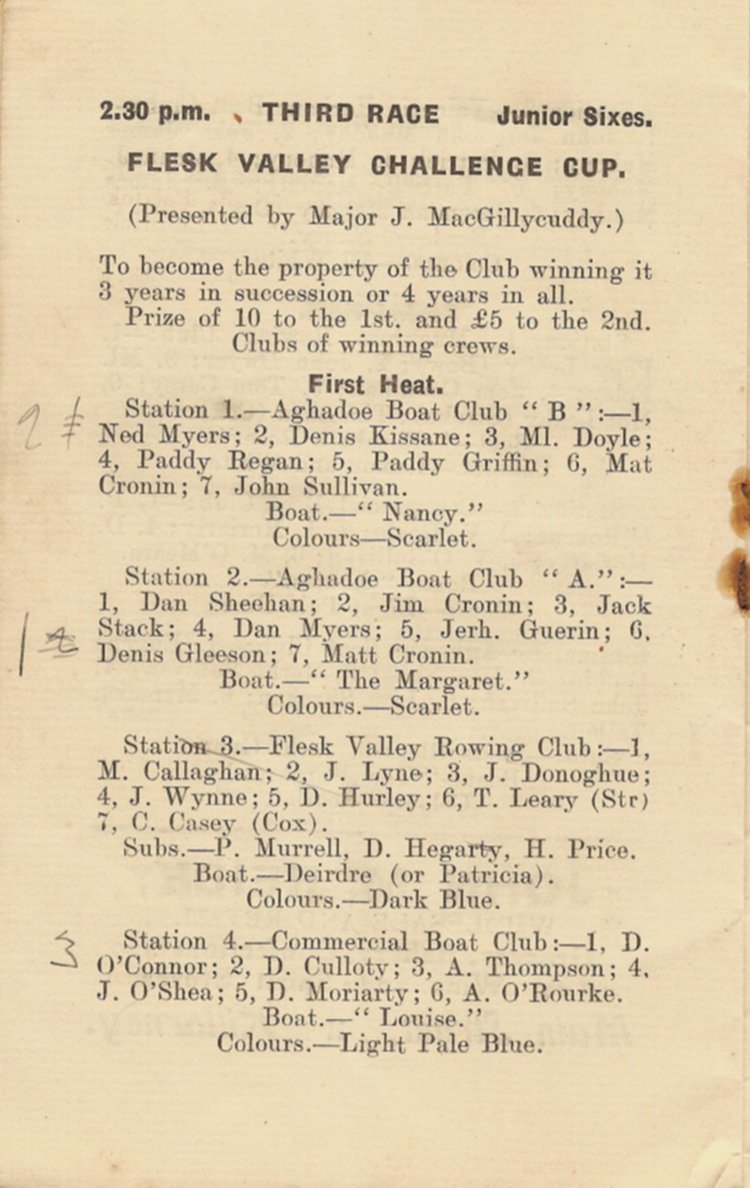 2.30 p.m. THIRD RACE Junior Sixes.
FLESK VALLEY CHALLENGE CUP.
(Presented by Major J. MacGillycuddy.)
To become the property of the Club winning it
3 years in succession or 4 years in all.
Prize of 10 to the 1st. and £5 to the 2nd.
Clubs of winning crews.
First Heat.
Station 1.—Aghadoe Boat Club “ B ” :—1,
2
Ned Myers; 2, Denis Kissane; 3, Ml. Doyle;
4, Paddy Regan; 5, Paddy Griffin; 6, Mat
Cronin; 7, John Sullivan.
Boat.—“ Nancy.”
Colours—Scarlet.
Station 2.—Aghadoe Boat Club “ A.” :—
1, Dan Sheehan; 2, Jim Cronin; 3, Jack
1st
Stack; 4, Dan Myers; 5, Jerh. Guerin; 6.
Denis Gleeson; 7, Matt Cronin.
Boat.—“ The Margaret.”
Colours.—Scarlet.
Station 3.—Flesk Valley Rowing Club :—1,
M. Callaghan; 2, J. Lyne; 3, J. Donoghue;
4, J. Wynne; 5, D. Hurley; 6, T. Leary (Str)
7, C. Casey (Cox).
Subs.—P. Murrell, D. Hegarty, H. Price.
Boat.—Deirdre (or Patricia).
Colours.—Dark Blue.
3
Station 4.—Commercial Boat Club :—1, D.
O'Connor; 2, D. Culloty; 3, A. Thompson; 4.
J. O'Shea; 5, D. Moriarty; 6, A. O'Rourke.
Boat.—“ Louise.”
Colours.—Light Pale Blue.